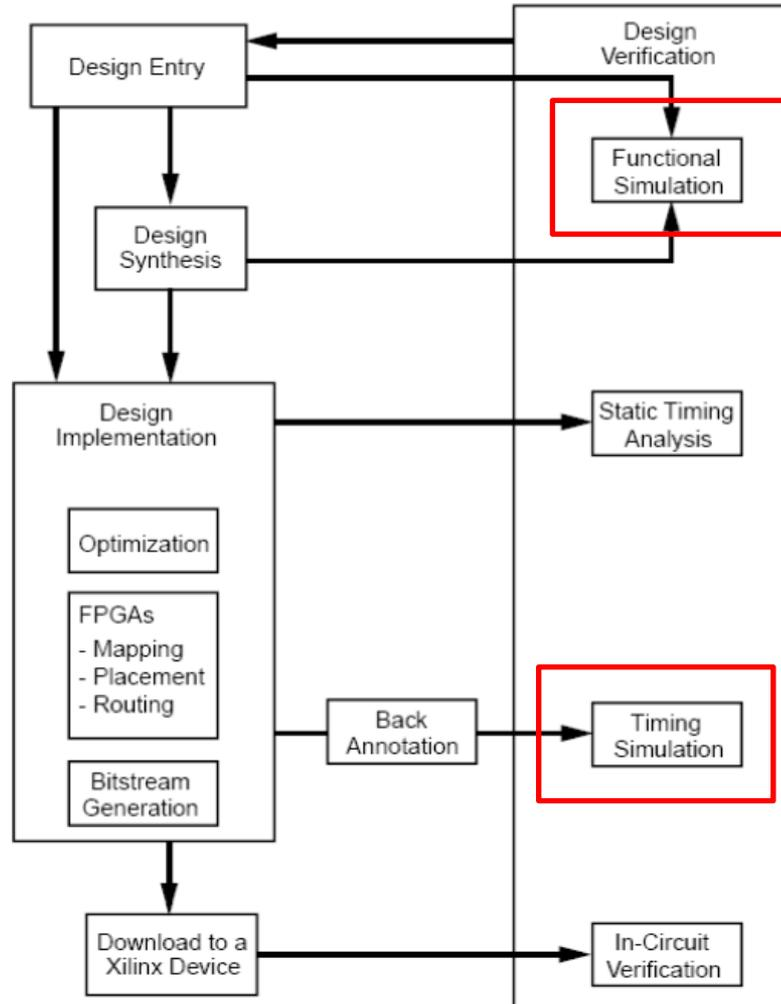 Design Entry
Design
Verification
Functional
Simulation
Design
Synthesis
Design
Implementation
Static Timing
Analysis
Optimization
FPGAs
- Mapping
- Placement
- Routing
Back
Annotation
Timing
Simulation
Bitstream
Generation
Download to a
Xilinx Device
In-Circuit
Verification